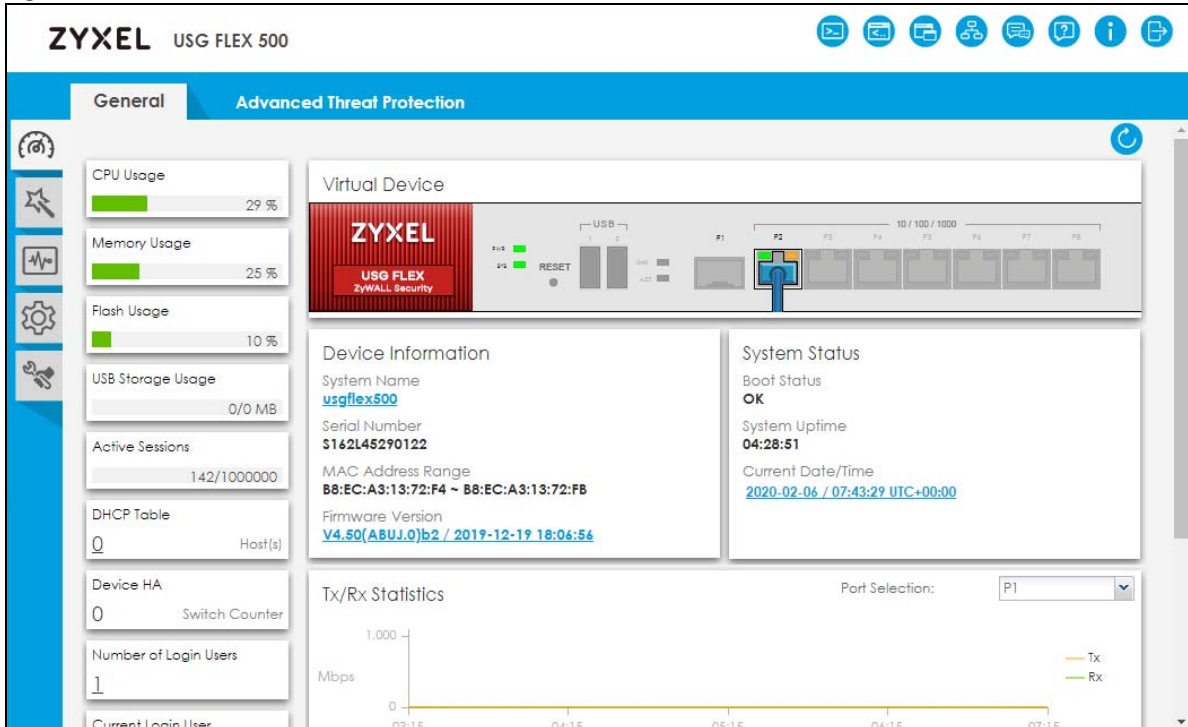 ZYXEL USG FLEX 500
General
Advanced Threat Protection
CPU Usage
29 %
Memory Usage
25 %
Flash Usage
10 %
USB Storage Usage
0/0 MB
Active Sessions
142/1000000
DHCP Table
0 Host(s)
Device HA
0 Switch Counter
Number of Login Users
1
Current Login User
Virtual Device
ZYXEL
USG FLEX
ZyWALL Security
PWR
SYS
RESET
USB
1 2
P1
10 / 100 / 1000
P2 P3 P4 P5 P6 P7 P8
Device Information
System Name
usgflex500
Serial Number
S162L45290122
MAC Address Range
B8:EC:A3:13:72:F4 ~ B8:EC:A3:13:72:FB
Firmware Version
V4.50(ABUJ.0)b2 / 2019-12-19 18:06:56
System Status
Boot Status
OK
System Uptime
04:28:51
Current Date/Time
2020-02-06 / 07:43:29 UTC+00:00
Tx/Rx Statistics
Port Selection: P1
1.000
Mbps
0
Tx
Rx
03:15 04:15 05:15 06:15 07:15